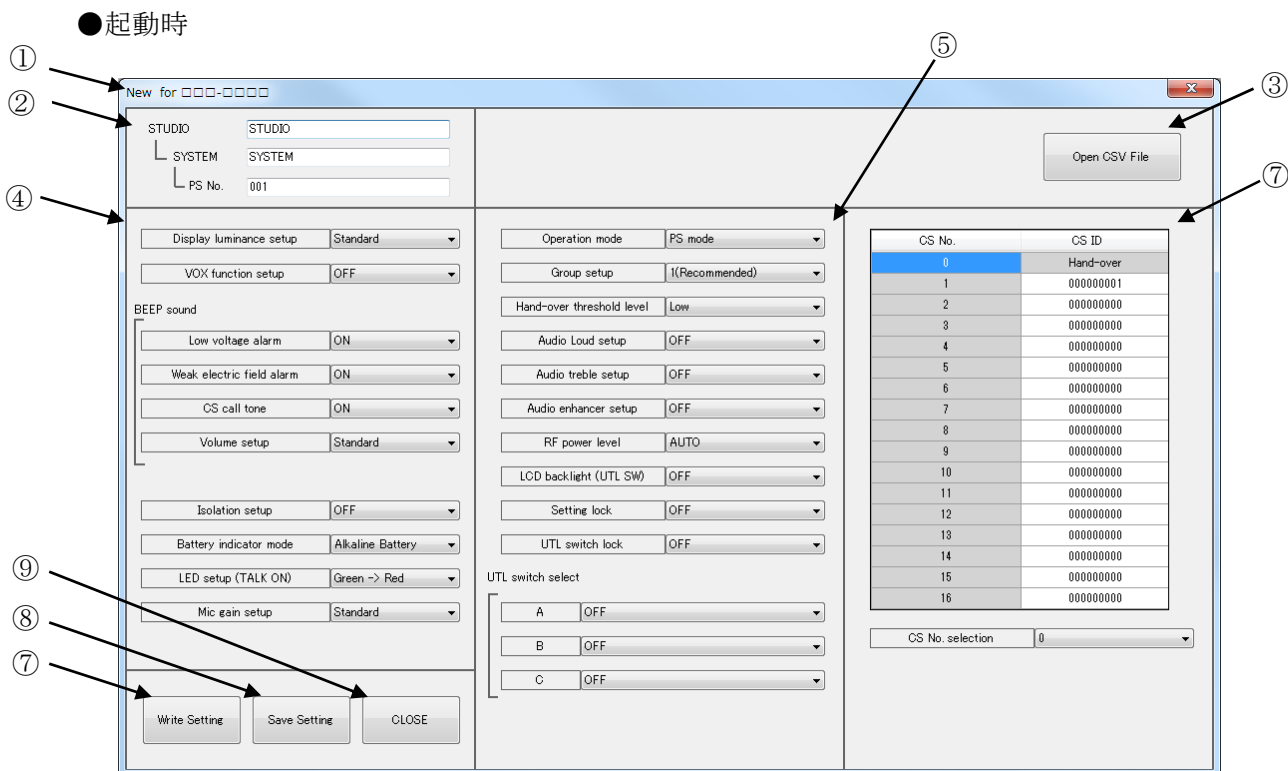 ●起動時
①
②
③
④
⑤
⑦
⑨
⑧
⑦
New for □□□-□□□□
STUDIO STUDIO
SYSTEM SYSTEM
PS No. 001
Open CSV File
Display luminance setup Standard
VOX function setup OFF
BEEP sound
Low voltage alarm ON
Weak electric field alarm ON
CS call tone ON
Volume setup Standard
Isolation setup OFF
Battery indicator mode Alkaline Battery
LED setup (TALK ON) Green -> Red
Mic gain setup Standard
Write Setting Save Setting CLOSE
Operation mode PS mode
Group setup 1(Recommended)
Hand-over threshold level Low
Audio Loud setup OFF
Audio treble setup OFF
Audio enhancer setup OFF
RF power level AUTO
LCD backlight (UTL SW) OFF
Setting lock OFF
UTL switch lock OFF
UTL switch select
A OFF
B OFF
C OFF
CS No. CS ID
0 Hand-over
1 000000001
2 000000000
3 000000000
4 000000000
5 000000000
6 000000000
7 000000000
8 000000000
9 000000000
10 000000000
11 000000000
12 000000000
13 000000000
14 000000000
15 000000000
16 000000000
CS No. selection 0